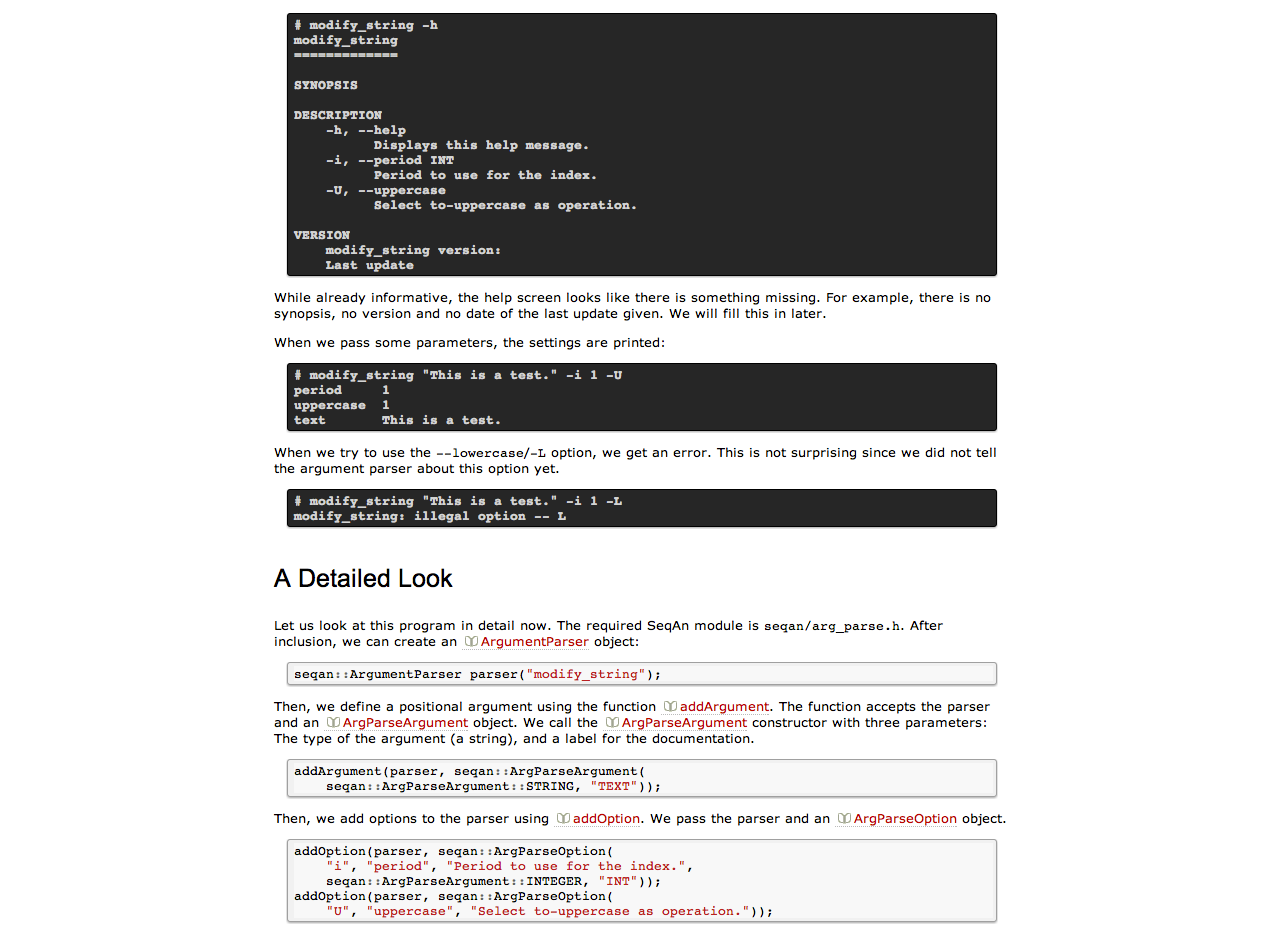 # modify_string -h
modify_string
=============
SYNOPSIS
DESCRIPTION
-h, --help
Displays this help message.
-i, --period INT
Period to use for the index.
-U, --uppercase
Select to-uppercase as operation.
VERSION
modify_string version:
Last update
While already informative, the help screen looks like there is something missing. For example, there is no
synopsis, no version and no date of the last update given. We will fill this in later.
When we pass some parameters, the settings are printed:
# modify_string "This is a test." -i 1 -U
period     1
uppercase  1
text       This is a test.
When we try to use the --lowercase/-L option, we get an error. This is not surprising since we did not tell
the argument parser about this option yet.
# modify_string "This is a test." -i 1 -L
modify_string: illegal option -- L
A Detailed Look
Let us look at this program in detail now. The required SeqAn module is seqan/arg_parse.h. After
inclusion, we can create an ArgumentParser object:
seqan::ArgumentParser parser("modify_string");
Then, we define a positional argument using the function addArgument. The function accepts the parser
and an ArgParseArgument object. We call the ArgParseArgument constructor with three parameters:
The type of the argument (a string), and a label for the documentation.
addArgument(parser, seqan::ArgParseArgument(
seqan::ArgParseArgument::STRING, "TEXT"));
Then, we add options to the parser using addOption. We pass the parser and an ArgParseOption object.
addOption(parser, seqan::ArgParseOption(
"i", "period", "Period to use for the index.",
seqan::ArgParseArgument::INTEGER, "INT"));
addOption(parser, seqan::ArgParseOption(
"U", "uppercase", "Select to-uppercase as operation."));